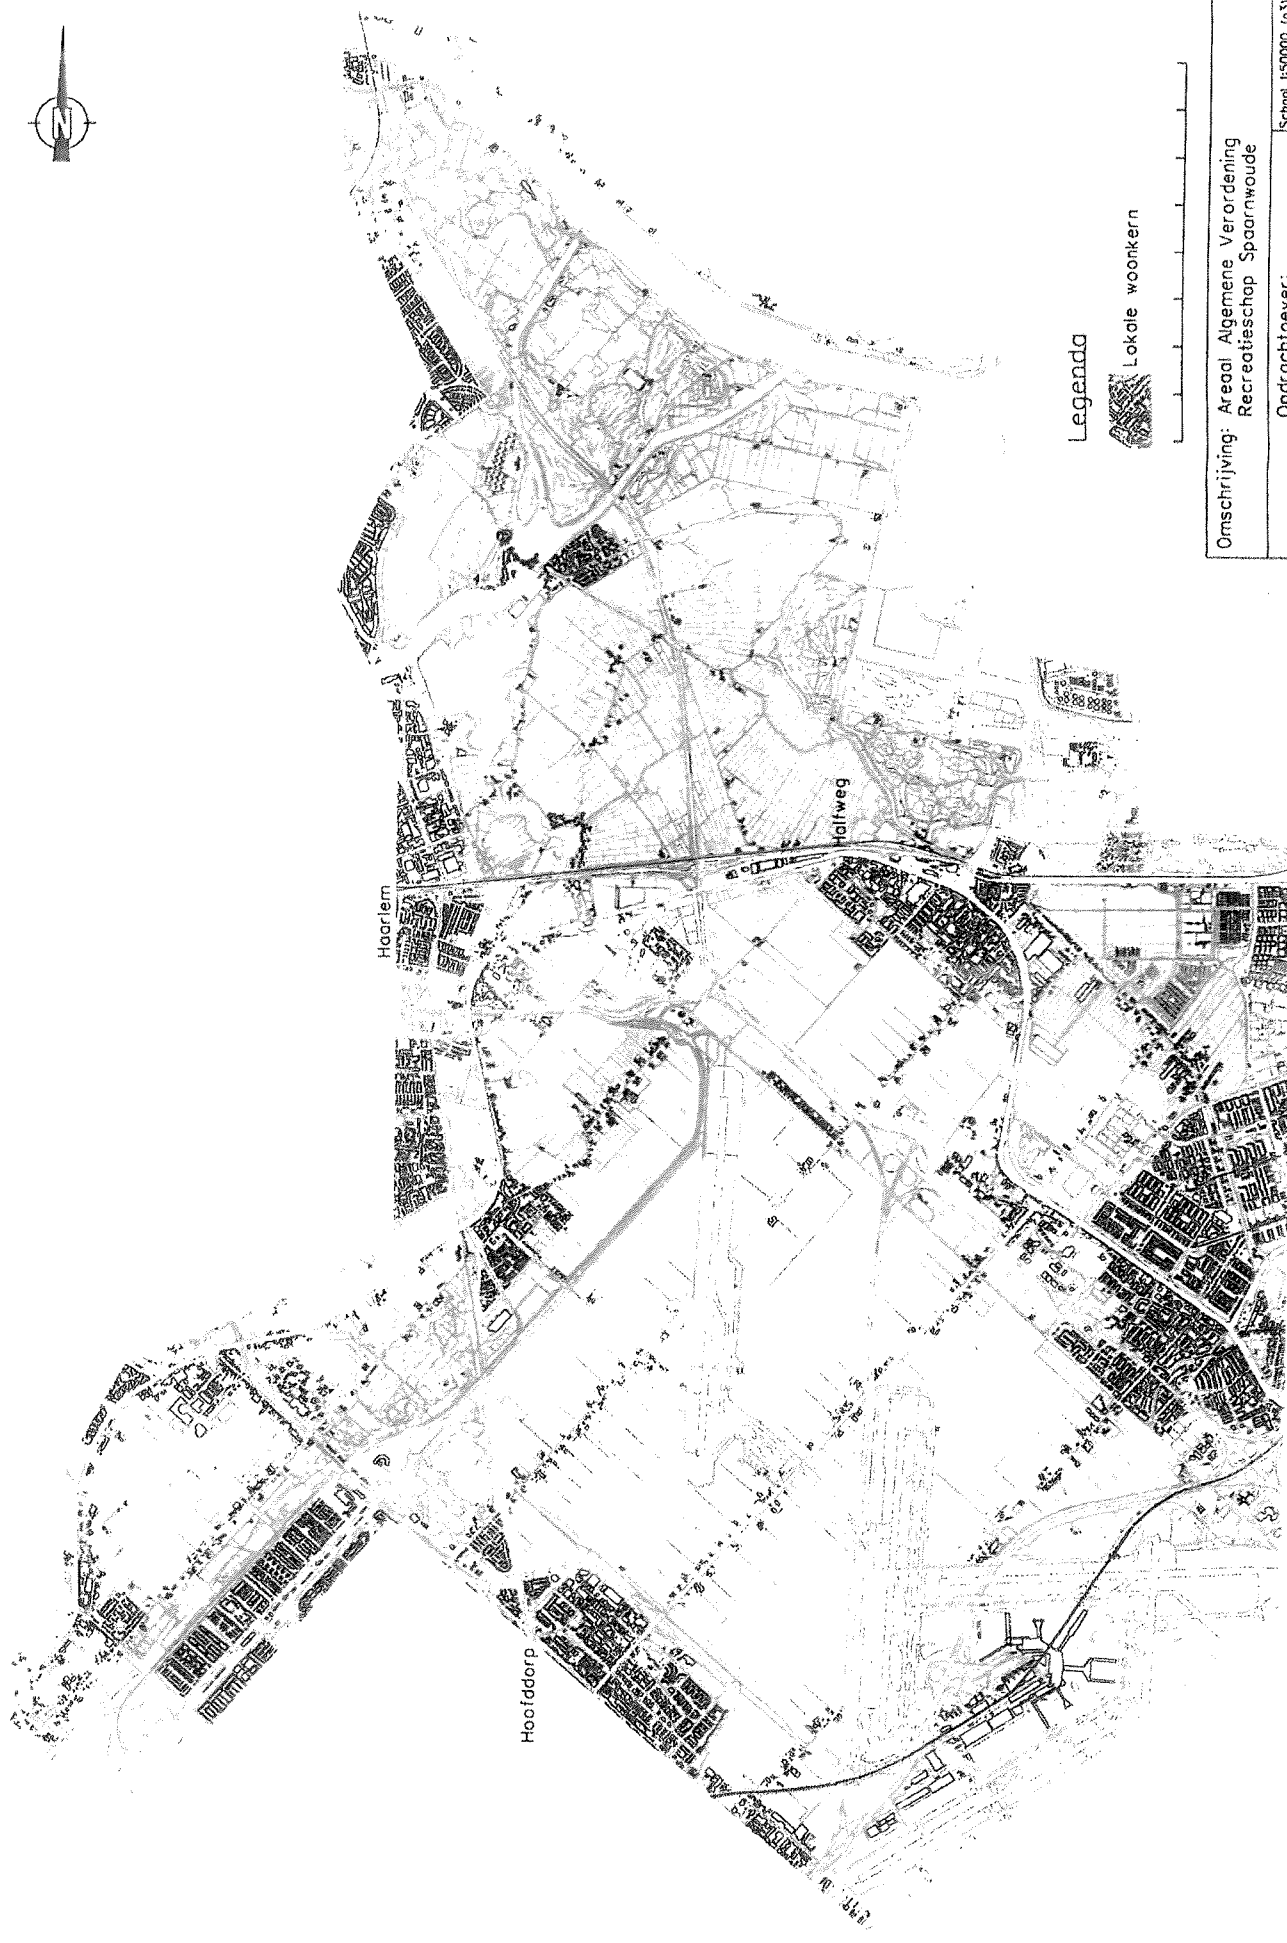 N
Haarlem
Halfweg
Hoofddorp
Legenda
Lokale woonkern
Omschrijving: Areaal Algemene Verordening
Recreatieschap Spaarnwoude
Opdrachtgever: